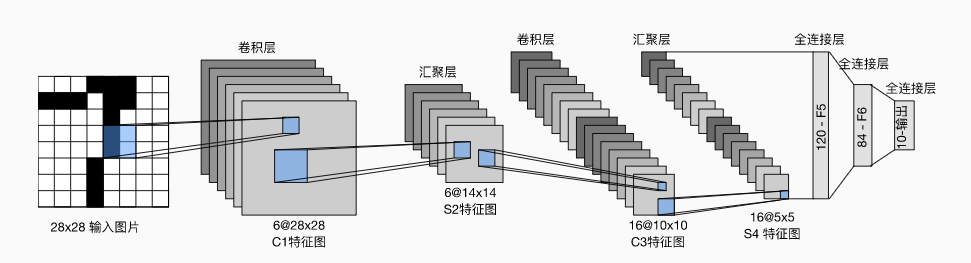 卷积层
汇聚层
卷积层
汇聚层
全连接层
全连接层
全连接层
120 - F5
84 - F6
10-输出
28x28 输入图片
6@28x28
C1特征图
6@14x14
S2特征图
16@10x10
C3特征图
16@5x5
S4 特征图